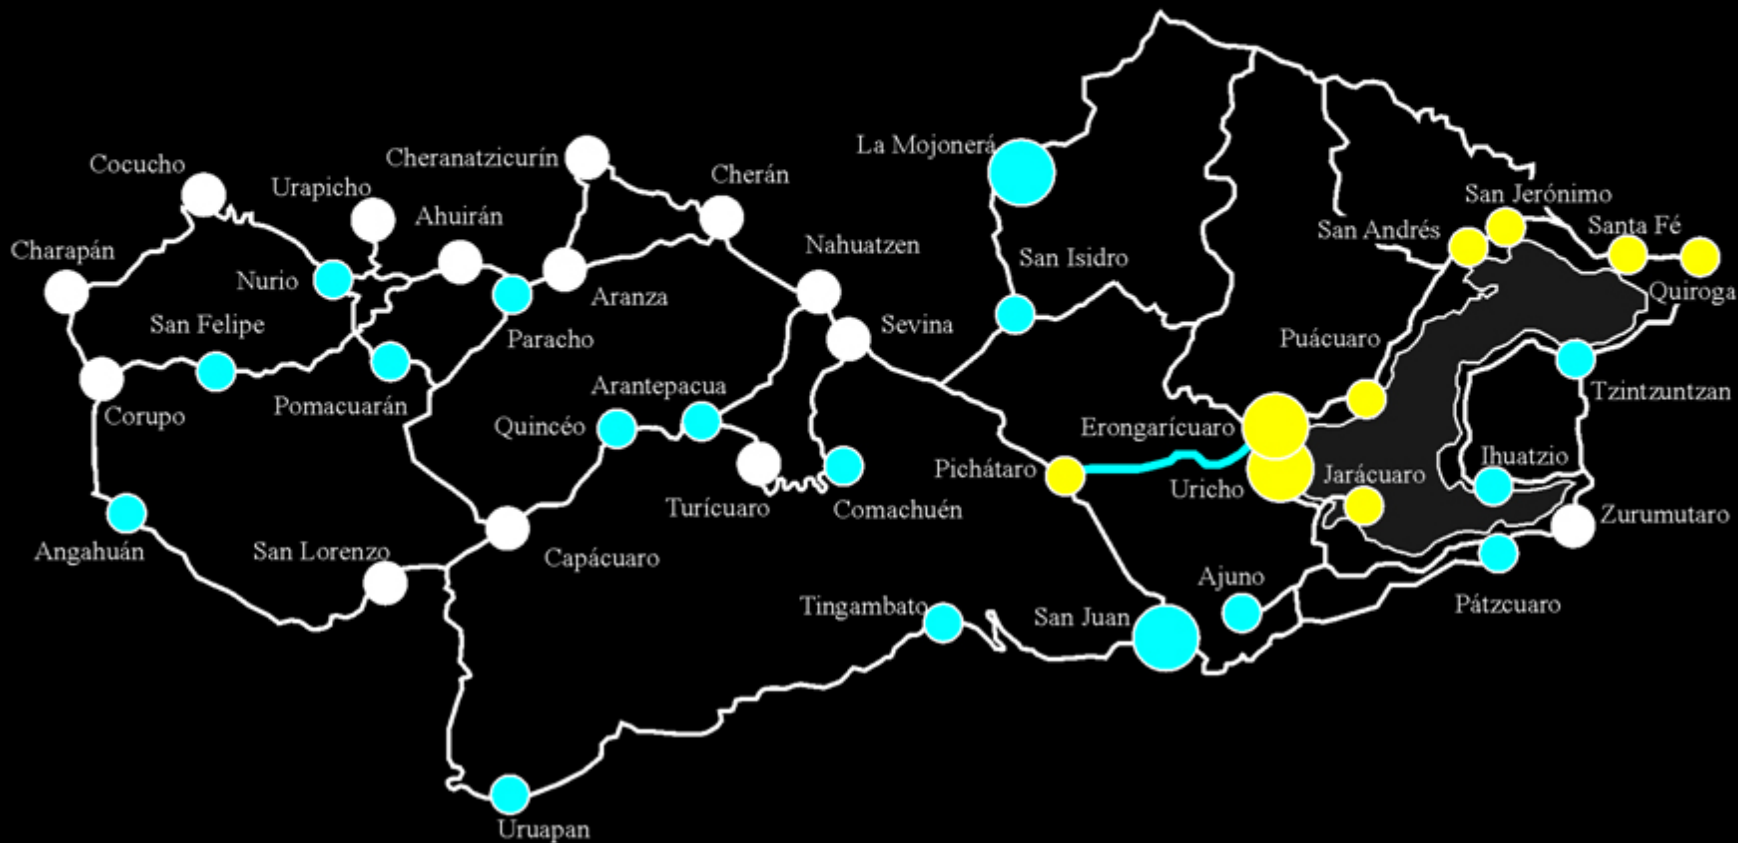 La Mojonerá
Cheranatzicurín
Cocucho
Cherán
Urapicho
San Jerónimo
Ahuirán
Santa Fé
San Andrés
Charapán
Nahuatzen
San Isidro
Nurio
Quiroga
Aranza
San Felipe
Sevina
Paracho
Puácuaro
Arantepacua
Tzintzuntzan
Pomacuarán
Corupo
Quincéo
Erongarícuaro
Ihuatzio
Pichátaro
Jarácuaro
Uricho
Turícuaro
Comachuén
Zurumutaro
Angahuán
San Lorenzo
Capácuaro
Ajuno
Tingambato
Pátzcuaro
San Juan
Uruapan